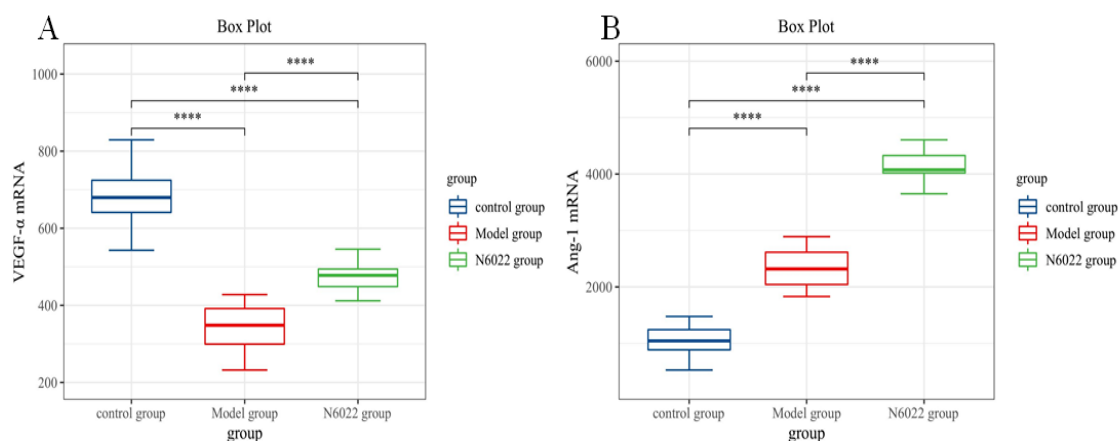 A
Box Plot
1000
800
600
400
200
VEGF-α mRNA
****
****
****
control group
Model group
N6022 group
group
group
control group
Model group
N6022 group
B
Box Plot
6000
4000
2000
Ang-1 mRNA
****
****
****
control group
Model group
N6022 group
group
group
control group
Model group
N6022 group